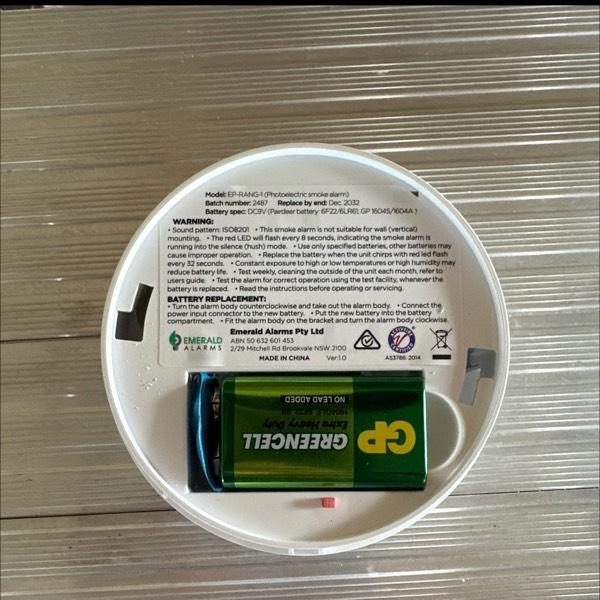 Model: EP-RANG-1 (Photoelectric smoke alarm)
Batch number: 2487 Replace by end: Dec. 2032
Battery spec: DC9V (Pairdeer battery: 6F22/6LR61; GP 1604S/1604A )
WARNING:
• Sound pattern: ISO8201 • This smoke alarm is not suitable for wall (vertical)
mounting. • The red LED will flash every 8 seconds, indicating the smoke alarm is
running into the silence (hush) mode. • Use only specified batteries, other batteries may
cause improper operation. • Replace the battery when the unit chirps with red led flash
every 32 seconds. • Constant exposure to high or low temperatures or high humidity may
reduce battery life. • Test weekly, cleaning the outside of the unit each month, refer to
users guide. • Test the alarm for correct operation using the test facility, whenever the
battery is replaced. • Read the instructions before operating or servicing.
BATTERY REPLACEMENT:
• Turn the alarm body counterclockwise and take out the alarm body. • Connect the
power input connector to the new battery. • Put the new battery into the battery
compartment. • Fit the alarm body on the bracket and turn the alarm body clockwise.
EMERALD
ALARMS
Emerald Alarms Pty Ltd
ABN 50 632 601 453
2/29 Mitchell Rd Brookvale NSW 2100
MADE IN CHINA Ver:1.0
AS3786: 2014
GP
GREENCELL
Extra Heavy Duty
NO LEAD ADDED